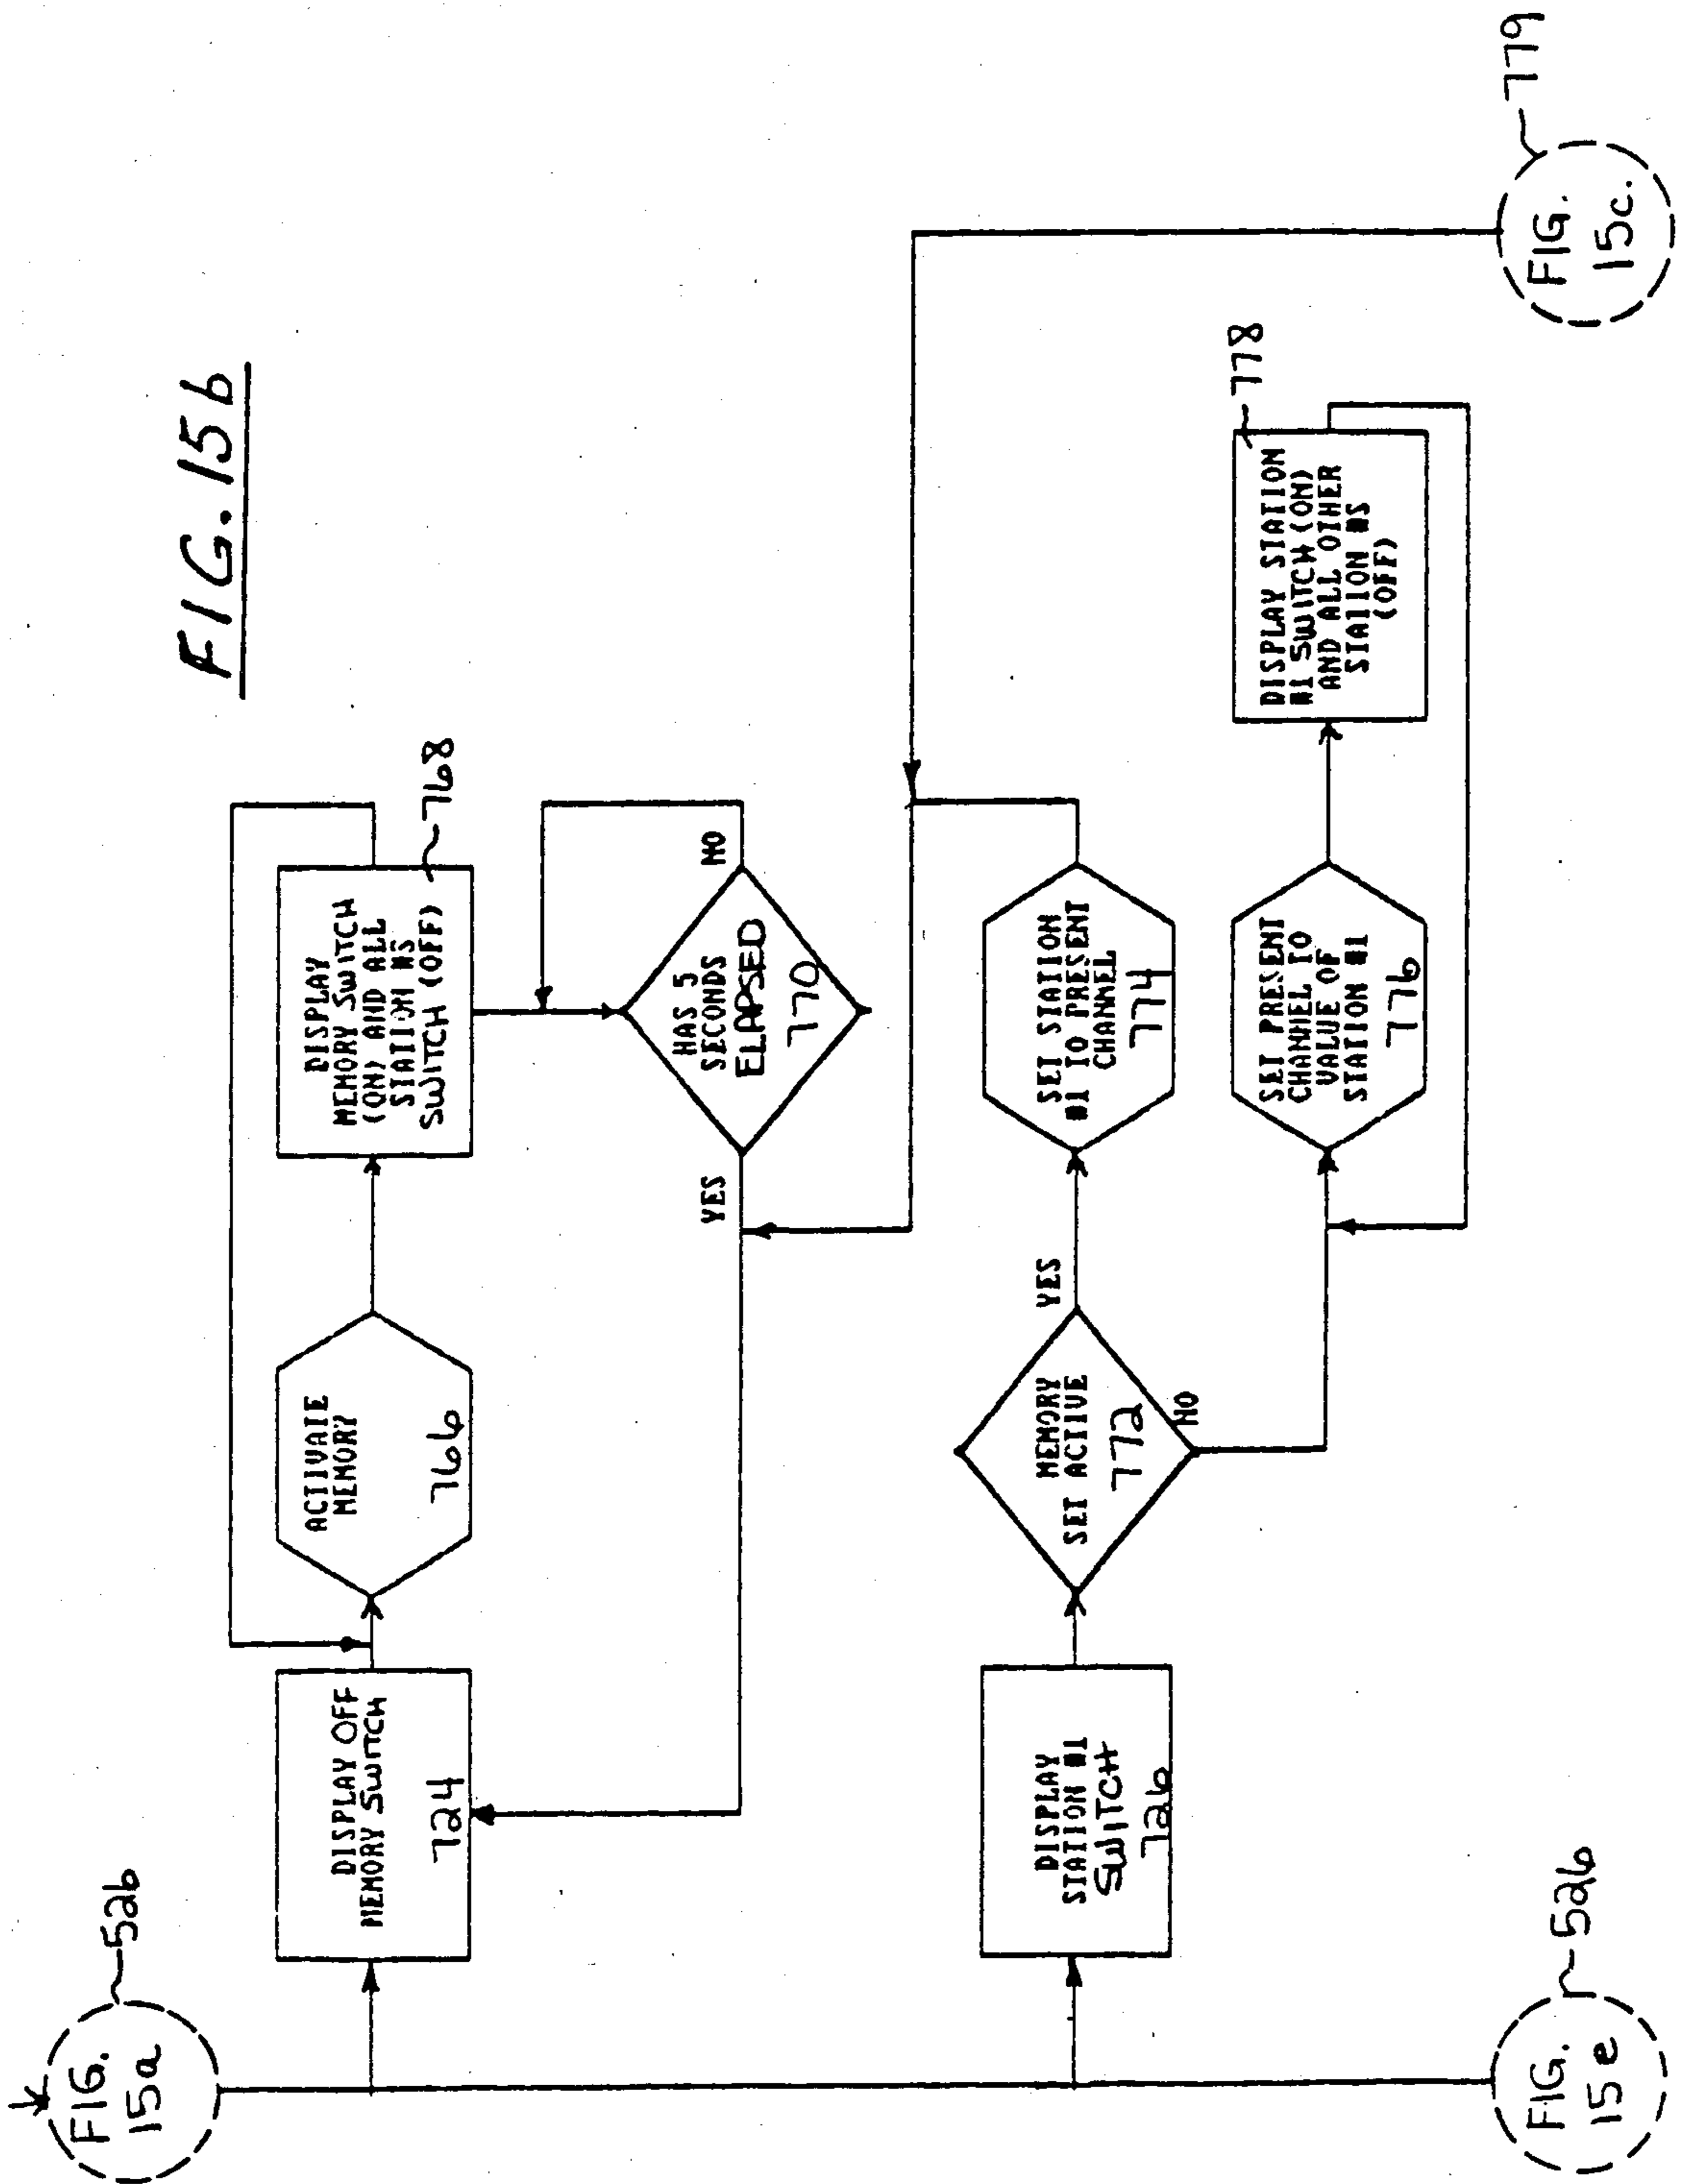 FIG. 15b
FIG.
15a
526
DISPLAY OFF
MEMORY SWITCH
724
ACTIVATE
MEMORY
766
DISPLAY
MEMORY SWITCH
(ON) AND ALL
STATION #S
SWITCH (OFF)
768
HAS 5
SECONDS
ELAPSED
770
YES
NO
DISPLAY
STATION #1
SWITCH
726
MEMORY
SET ACTIVE
772
YES
NO
SET STATION
#1 TO PRESENT
CHANNEL
774
SET PRESENT
CHANNEL TO
VALUE OF
STATION #1
776
DISPLAY STATION
#1 SWITCH (ON)
AND ALL OTHER
STATION #S
(OFF)
778
FIG.
15e
526
FIG.
15c.
779